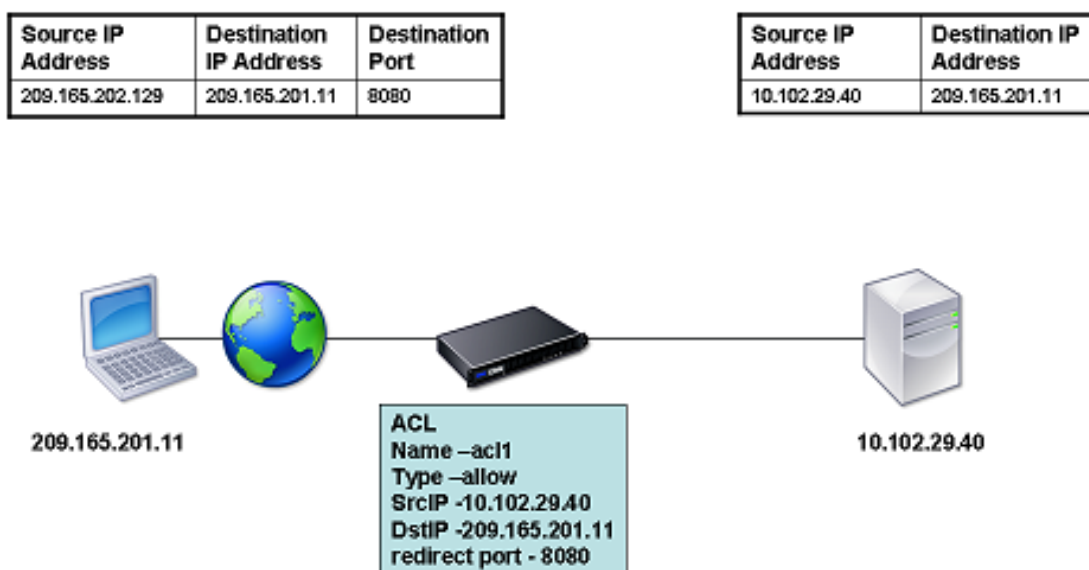 Source IP Address
Destination IP Address
Destination Port
209.165.202.129
209.165.201.11
8080
Source IP Address
Destination IP Address
10.102.29.40
209.165.201.11
209.165.201.11
10.102.29.40
ACL
Name –acl1
Type –allow
SrcIP -10.102.29.40
DstIP -209.165.201.11
redirect port - 8080